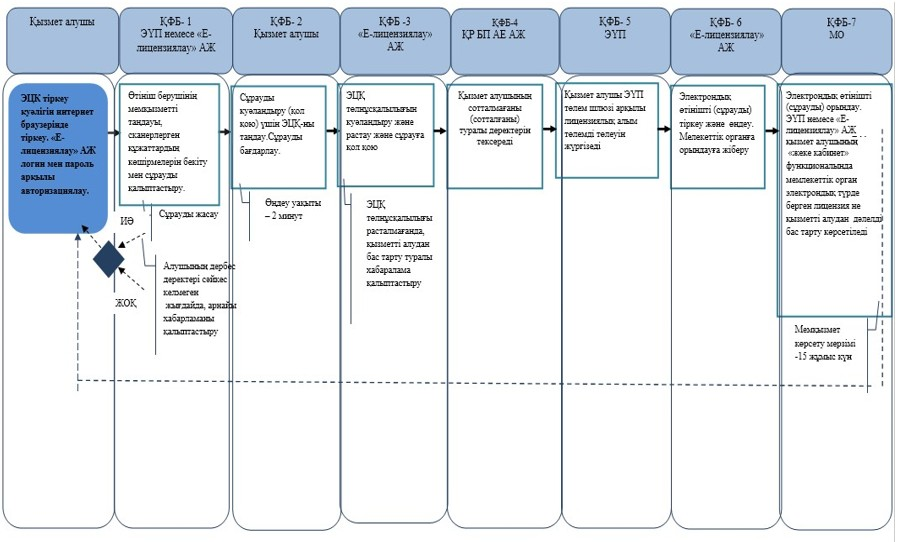 Қызмет алушы
ҚФБ- 1
ЭҮП немесе «Е-
лицензиялау» АЖ
ҚФБ- 2
Қызмет алушы
ҚФБ -3
«Е-лицензиялау»
АЖ
ҚФБ-4
ҚР БП АЕ АЖ
ҚФБ- 5
ЭҮП
ҚФБ- 6
«Е-лицензиялау»
АЖ
ҚФБ-7
МО
ЭЦК тіркеу
куәлігін интернет
браузерінде
тіркеу. «Е-
лицензиялау» АЖ
логин мен пароль
арқылы
авторизациялау.
Өтініш берушінің
мемқызметті
таңдауы,
сканерлеген
құжаттардың
көшірмелерін бекіту
мен сұрауды
қалыптастыру.
Сұрауды
куәландыру (қол
қою) үшін ЭЦҚ-ны
таңдау.Сұрауды
бағдарлау.
ЭЦҚ
төлнұсқалылығын
куәландыру және
растау және сұрауға
қол қою
Қызмет алушының
сотталмағаны
(сотталғаны)
туралы деректерін
тексереді
Қызмет алушы ЭҮП
төлем шлюзі арқылы
лицензиялық алым
төлемді төлеуін
жүргізеді
Электрондық
өтінішті (сұрауды)
тіркеу және өңдеу.
Мелекеттік органға
орындауға жіберу
Электрондық өтінішті
(сұрауды) орындау.
ЭҮП немесе «Е-
лицензиялау» АЖ
қызмет алушының
«жеке кабинет»
функционалында
мемлекеттік орган
электрондық түрде
берген лицензия не
қызметті алудан дәлелді
бас тарту көрсетіледі
ИӘ
Сұрауды жасау
ЖОҚ
Алушының дербес
деректері сәйкес
келмеген
жығдайда, арнайы
хабарламаны
қалыптастыру
Өңдеу уақыты
– 2 минут
ЭЦҚ
төлнұсқалылығы
расталмағанда,
қызметті алудан
бас тарту туралы
хабаралама
қалыптастыру
Мемқызмет
көрсету мерзімі
-15 жұмыс күн